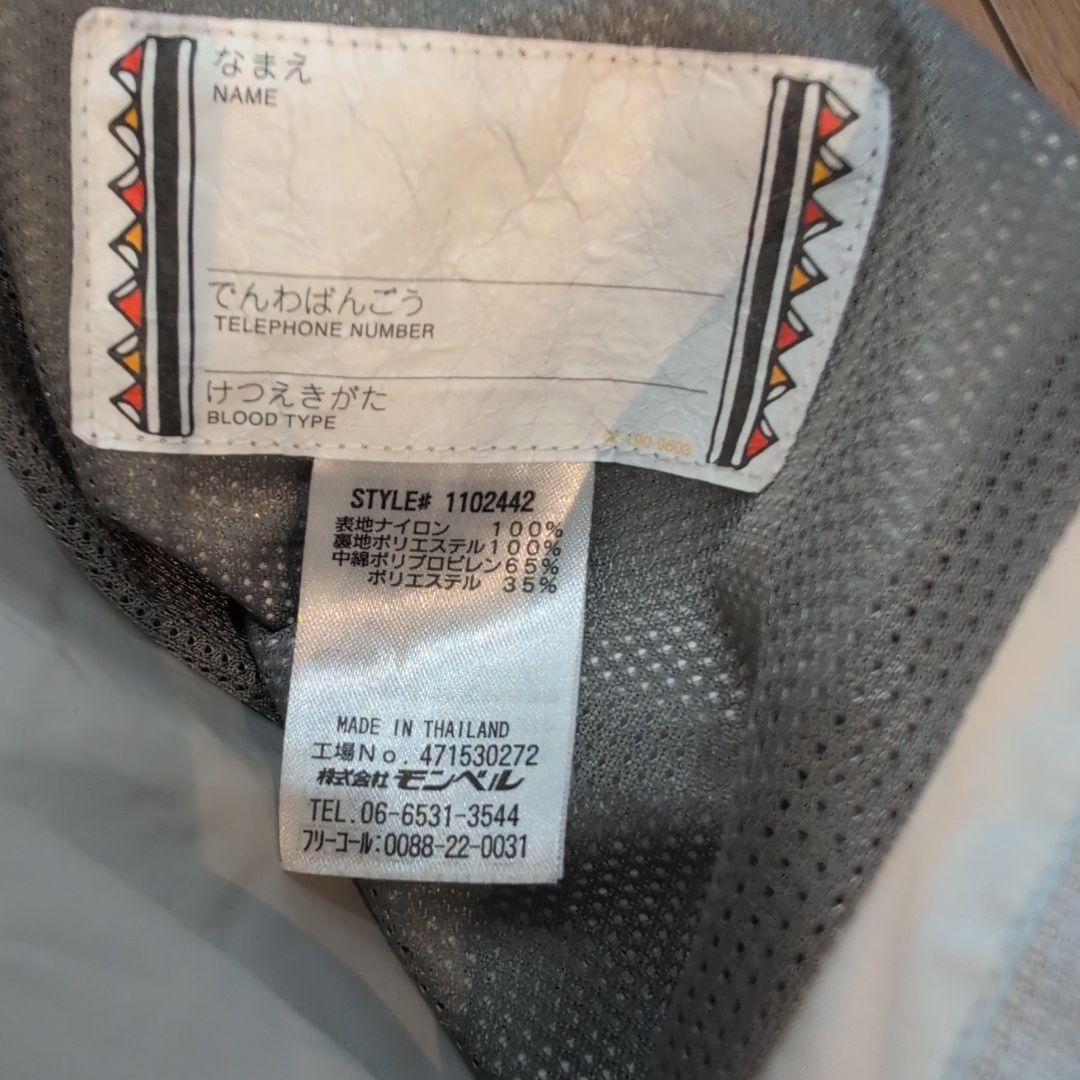 なまえ
NAME
でんわばんごう
TELEPHONE NUMBER
けつえきがた
BLOOD TYPE
STYLE# 1102442
表地ナイロン 100%
裏地ポリエステル100%
中綿ポリプロピレン65%
ポリエステル 35%
MADE IN THAILAND
工場No. 471530272
株式会社 モンベル
TEL.06-6531-3544
フリーコール:0088-22-0031